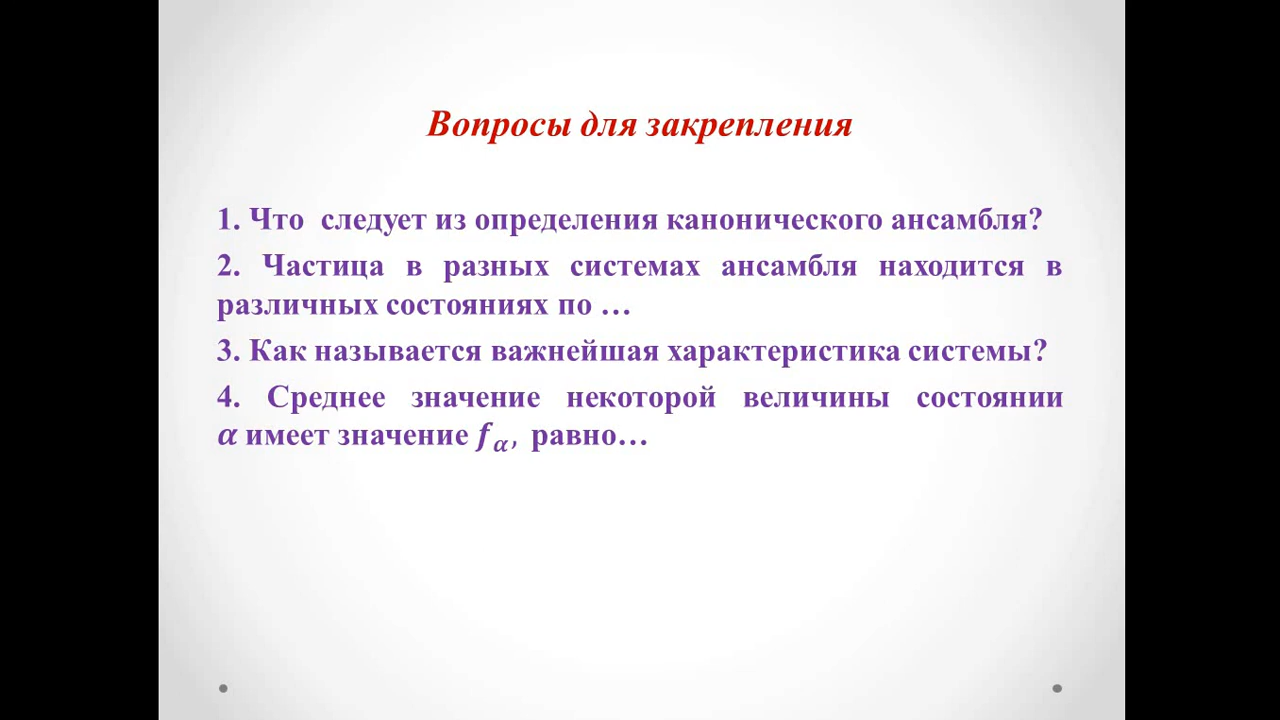 Вопросы для закрепления
1. Что следует из определения канонического ансамбля?
2. Частица в разных системах ансамбля находится в
различных состояниях по …
3. Как называется важнейшая характеристика системы?
4. Среднее значение некоторой величины состоянии
α имеет значение fα, равно…